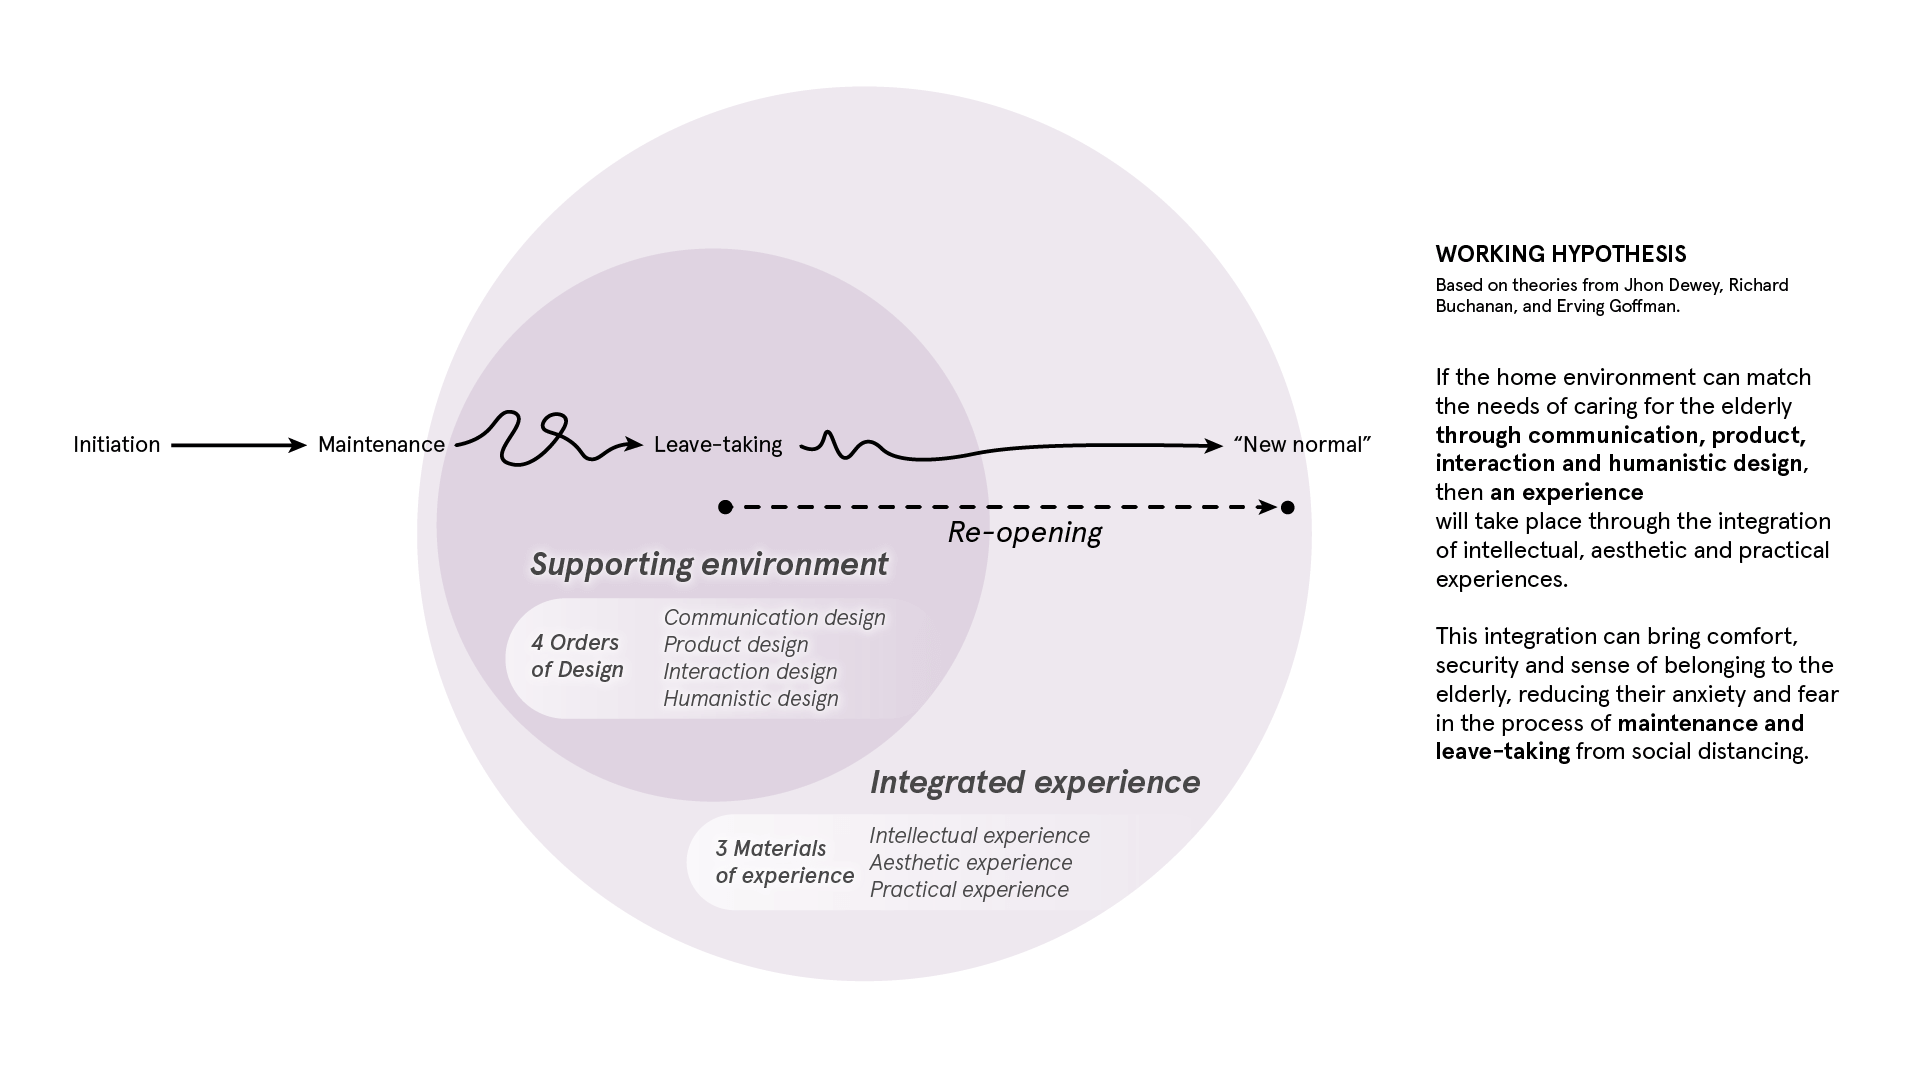 Initiation
Maintenance
Leave-taking
“New normal”
Re-opening
Supporting environment
4 Orders
of Design
Communication design
Product design
Interaction design
Humanistic design
Integrated experience
3 Materials
of experience
Intellectual experience
Aesthetic experience
Practical experience
WORKING HYPOTHESIS
Based on theories from Jhon Dewey, Richard
Buchanan, and Erving Goffman.
If the home environment can match
the needs of caring for the elderly
through communication, product,
interaction and humanistic design,
then an experience
will take place through the integration
of intellectual, aesthetic and practical
experiences.
This integration can bring comfort,
security and sense of belonging to the
elderly, reducing their anxiety and fear
in the process of maintenance and
leave-taking from social distancing.